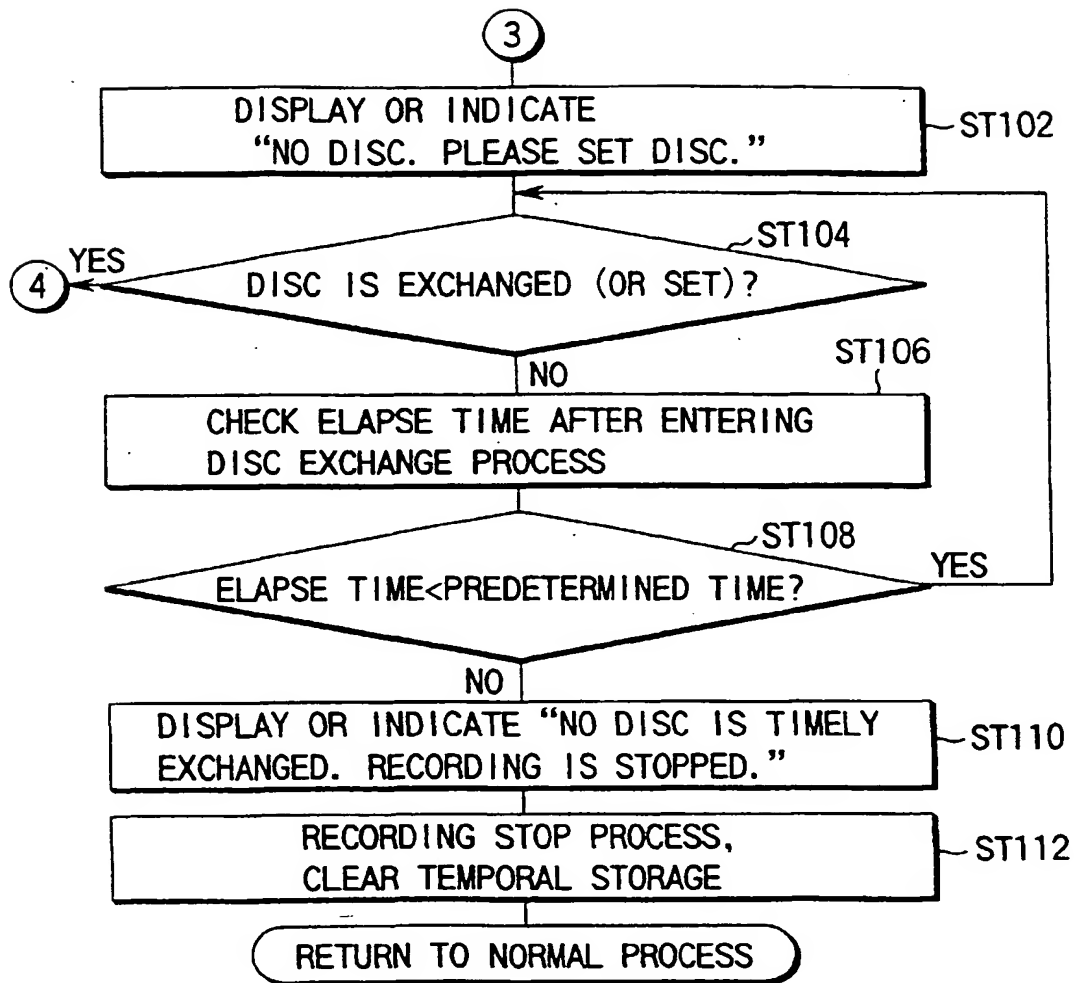 3
DISPLAY OR INDICATE
"NO DISC. PLEASE SET DISC."
ST102
ST104
YES
4
DISC IS EXCHANGED (OR SET)?
NO
ST106
CHECK ELAPSE TIME AFTER ENTERING
DISC EXCHANGE PROCESS
ST108
YES
ELAPSE TIME<PREDETERMINED TIME?
NO
DISPLAY OR INDICATE "NO DISC IS TIMELY
EXCHANGED. RECORDING IS STOPPED."
ST110
RECORDING STOP PROCESS,
CLEAR TEMPORAL STORAGE
ST112
RETURN TO NORMAL PROCESS